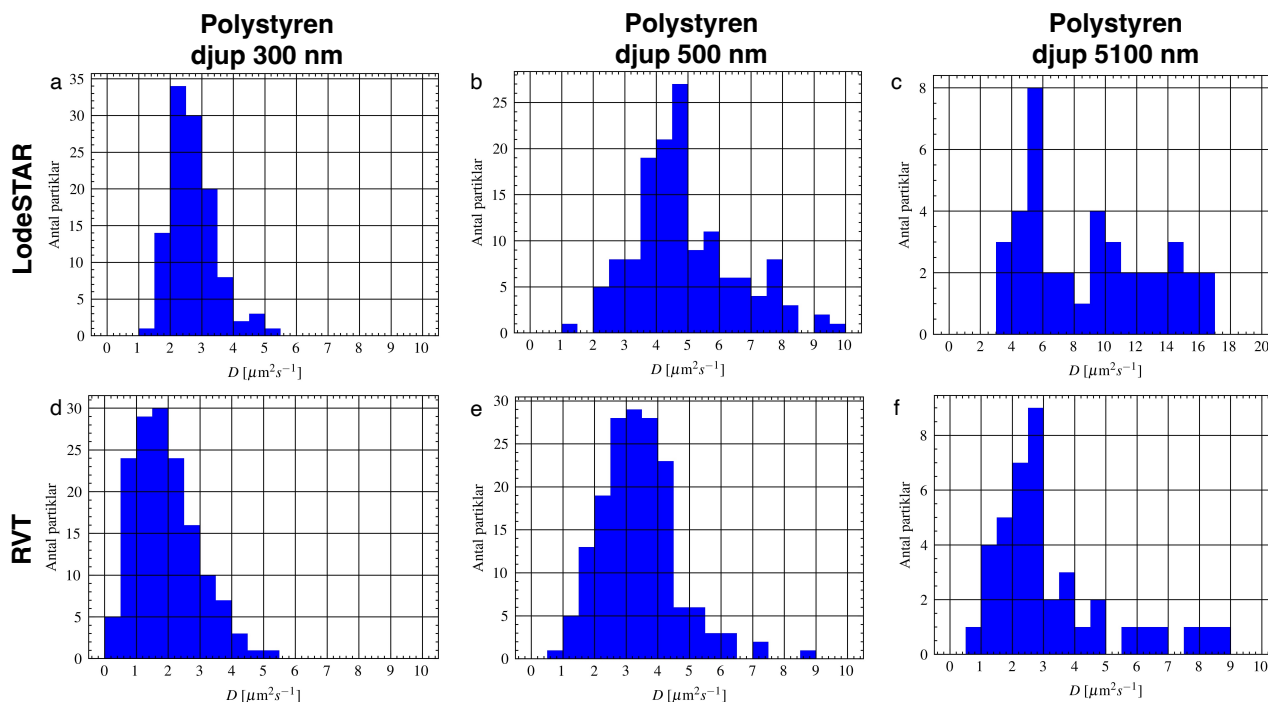 Polystyren
djup 300 nm
Polystyren
djup 500 nm
Polystyren
djup 5100 nm
LodeSTAR
a
35
30
25
20
15
10
5
0
Antal partiklar
0 1 2 3 4 5 6 7 8 9 10
D [μm²s⁻¹]
b
25
20
15
10
5
0
Antal partiklar
0 1 2 3 4 5 6 7 8 9 10
D [μm²s⁻¹]
c
8
6
4
2
0
Antal partiklar
0 2 4 6 8 10 12 14 16 18 20
D [μm²s⁻¹]
RVT
d
30
25
20
15
10
5
0
Antal partiklar
0 1 2 3 4 5 6 7 8 9 10
D [μm²s⁻¹]
e
30
25
20
15
10
5
0
Antal partiklar
0 1 2 3 4 5 6 7 8 9 10
D [μm²s⁻¹]
f
8
6
4
2
0
Antal partiklar
0 1 2 3 4 5 6 7 8 9 10
D [μm²s⁻¹]